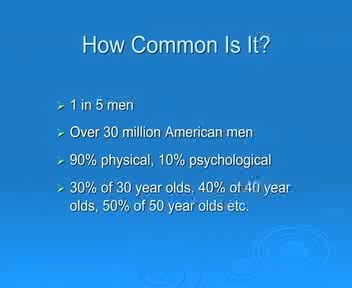 How Common Is It?
1 in 5 men
Over 30 million American men
90% physical, 10% psychological
30% of 30 year olds, 40% of 40 year
olds, 50% of 50 year olds etc.